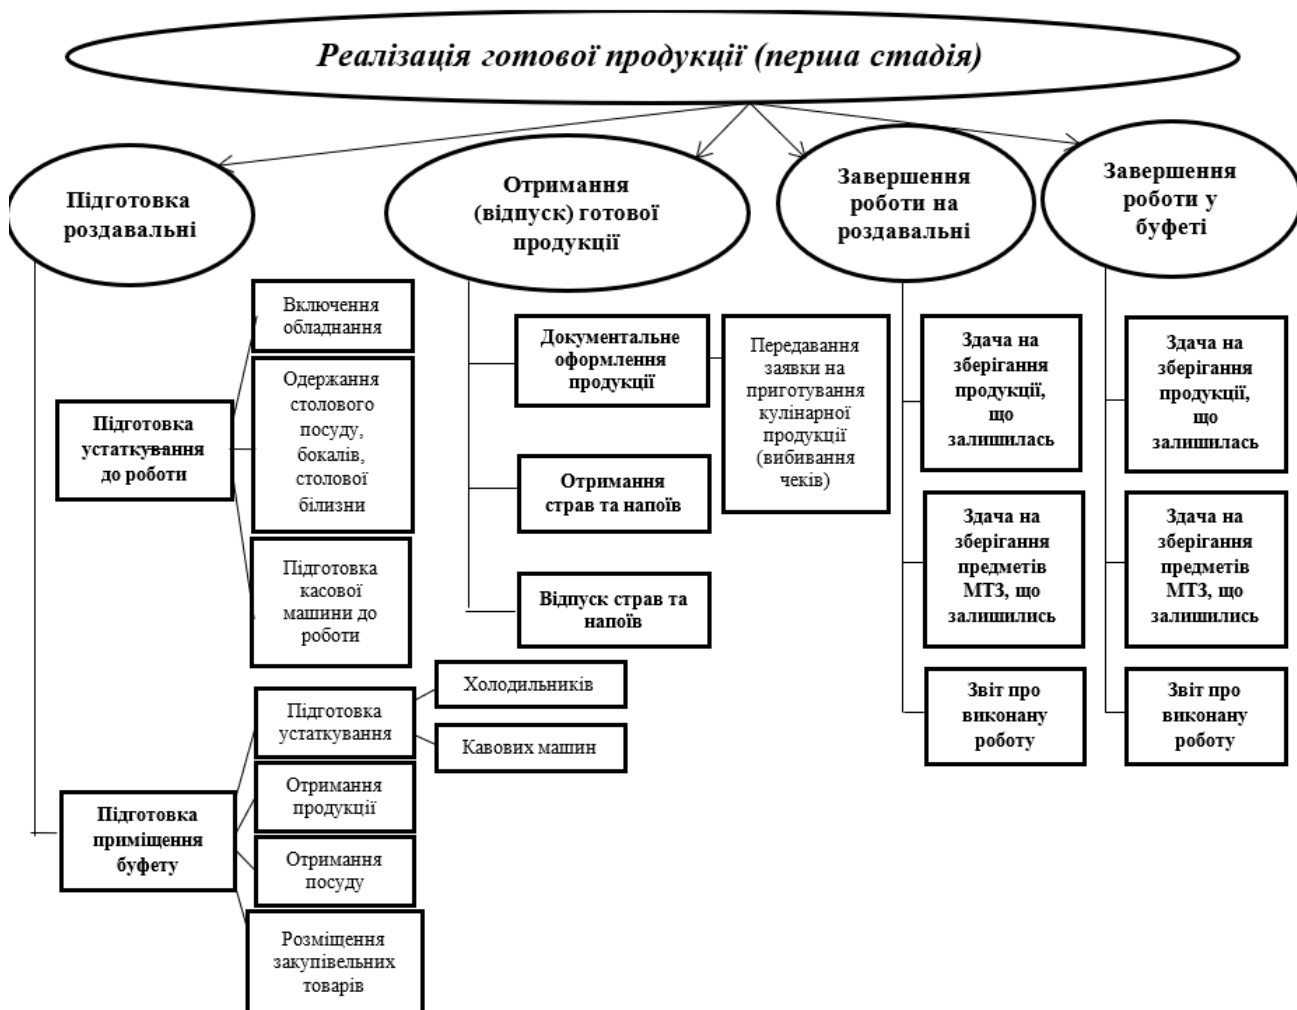 Реалізація готової продукції (перша стадія)
Підготовка
роздавальні
Отримання
(відпуск) готової
продукції
Завершення
роботи на
роздавальні
Завершення
роботи у
буфеті
Підготовка
устаткування
до роботи
Включення
обладнання
Одержання
столового
посуду,
бокалів,
столової
білизни
Підготовка
касової
машини до
роботи
Підготовка
приміщення
буфету
Підготовка
устаткування
Холодильників
Кавових машин
Отримання
продукції
Отримання
посуду
Розміщення
закупівельних
товарів
Документальне
оформлення
продукції
Передавання
заявки на
приготування
кулінарної
продукції
(вибивання
чеків)
Отримання
страв та напоїв
Відпуск страв та
напоїв
Здача на
зберігання
продукції,
що
залишилась
Здача на
зберігання
предметів
МТЗ, що
залишились
Звіт про
виконану
роботу
Здача на
зберігання
продукції,
що
залишилась
Здача на
зберігання
предметів
МТЗ, що
залишились
Звіт про
виконану
роботу